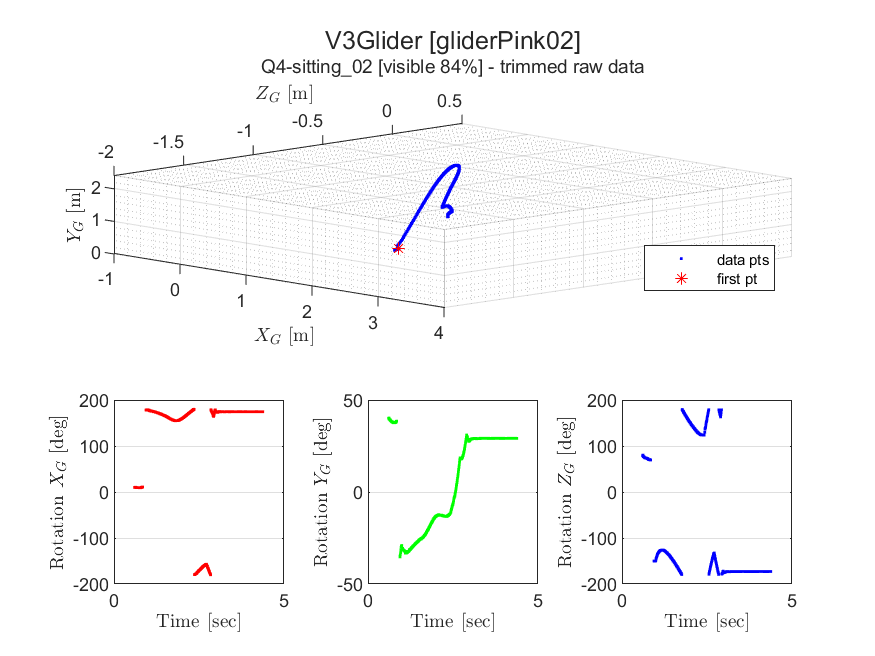 V3Glider [gliderPink02]
Q4-sitting_02 [visible 84%] - trimmed raw data
Z_G [m]
-2 -1.5 -1 -0.5 0 0.5
Y_G [m]
2
1
0
-1 0 1 2 3 4
X_G [m]
data pts
first pt
Rotation X_G [deg]
200
100
0
-100
-200
0 5
Time [sec]
Rotation Y_G [deg]
50
0
-50
0 5
Time [sec]
Rotation Z_G [deg]
200
100
0
-100
-200
0 5
Time [sec]